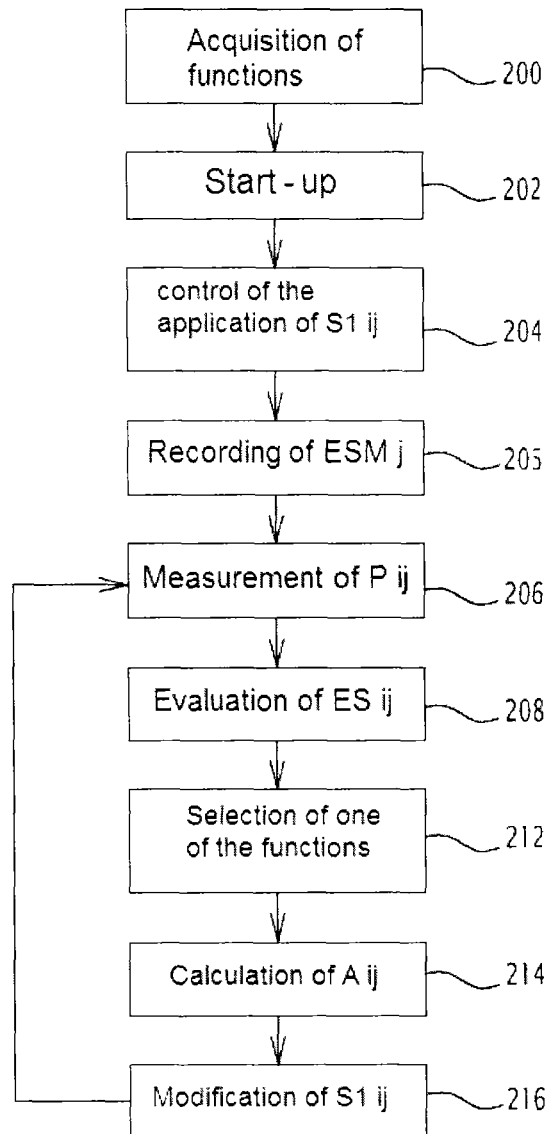 Acquisition of
functions
200
Start-up
202
control of the
application of S1 ij
204
Recording of ESM j
205
Measurement of P ij
206
Evaluation of ES ij
208
Selection of one
of the functions
212
Calculation of A ij
214
Modification of S1 ij
216